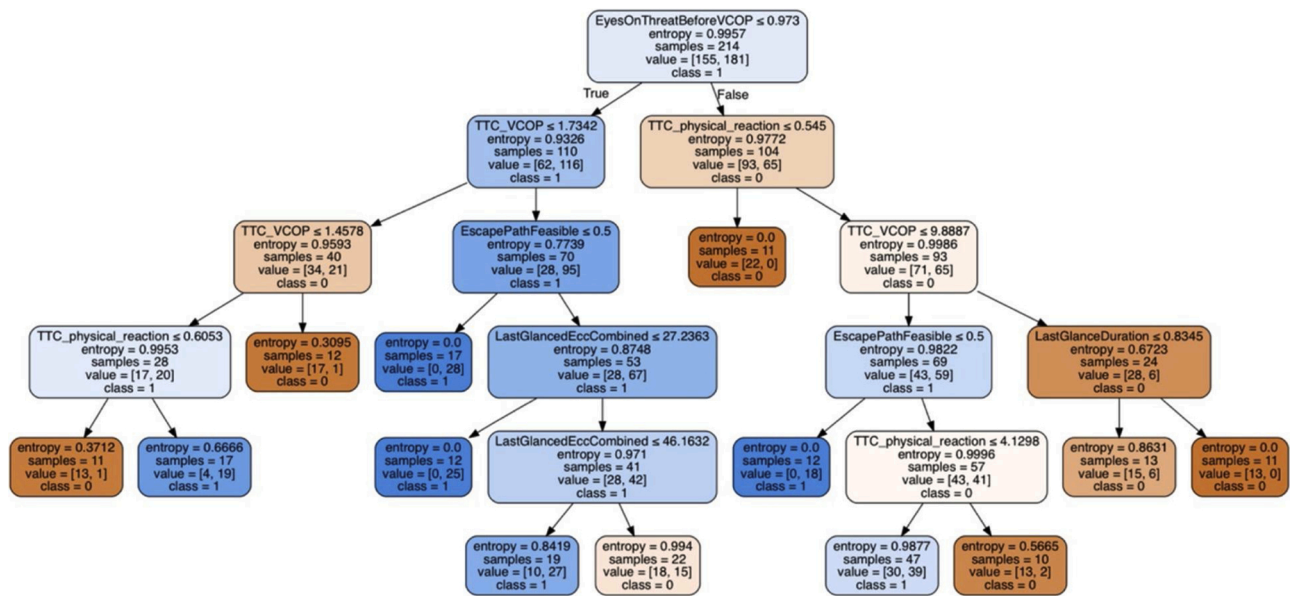 EyesOnThreatBeforeVCOP ≤ 0.973
entropy = 0.9957
samples = 214
value = [155, 181]
class = 1
True
False
TTC_VCOP ≤ 1.7342
entropy = 0.9326
samples = 110
value = [62, 116]
class = 1
TTC_physical_reaction ≤ 0.545
entropy = 0.9772
samples = 104
value = [93, 65]
class = 0
TTC_VCOP ≤ 1.4578
entropy = 0.9593
samples = 40
value = [34, 21]
class = 0
EscapePathFeasible ≤ 0.5
entropy = 0.7739
samples = 70
value = [28, 95]
class = 1
entropy = 0.0
samples = 11
value = [22, 0]
class = 0
TTC_VCOP ≤ 9.8887
entropy = 0.9986
samples = 93
value = [71, 65]
class = 0
TTC_physical_reaction ≤ 0.6053
entropy = 0.9953
samples = 28
value = [17, 20]
class = 1
entropy = 0.3095
samples = 12
value = [17, 1]
class = 0
entropy = 0.0
samples = 17
value = [0, 28]
class = 1
LastGlancedEccCombined ≤ 27.2363
entropy = 0.8748
samples = 53
value = [28, 67]
class = 1
EscapePathFeasible ≤ 0.5
entropy = 0.9822
samples = 69
value = [43, 59]
class = 1
LastGlanceDuration ≤ 0.8345
entropy = 0.6723
samples = 24
value = [28, 6]
class = 0
entropy = 0.3712
samples = 11
value = [13, 1]
class = 0
entropy = 0.6666
samples = 17
value = [4, 19]
class = 1
entropy = 0.0
samples = 12
value = [0, 25]
class = 1
LastGlancedEccCombined ≤ 46.1632
entropy = 0.971
samples = 41
value = [28, 42]
class = 1
entropy = 0.0
samples = 12
value = [0, 18]
class = 1
TTC_physical_reaction ≤ 4.1298
entropy = 0.9996
samples = 57
value = [43, 41]
class = 0
entropy = 0.8631
samples = 13
value = [15, 6]
class = 0
entropy = 0.0
samples = 11
value = [13, 0]
class = 0
entropy = 0.8419
samples = 19
value = [10, 27]
class = 1
entropy = 0.994
samples = 22
value = [18, 15]
class = 0
entropy = 0.9877
samples = 47
value = [30, 39]
class = 1
entropy = 0.5665
samples = 10
value = [13, 2]
class = 0